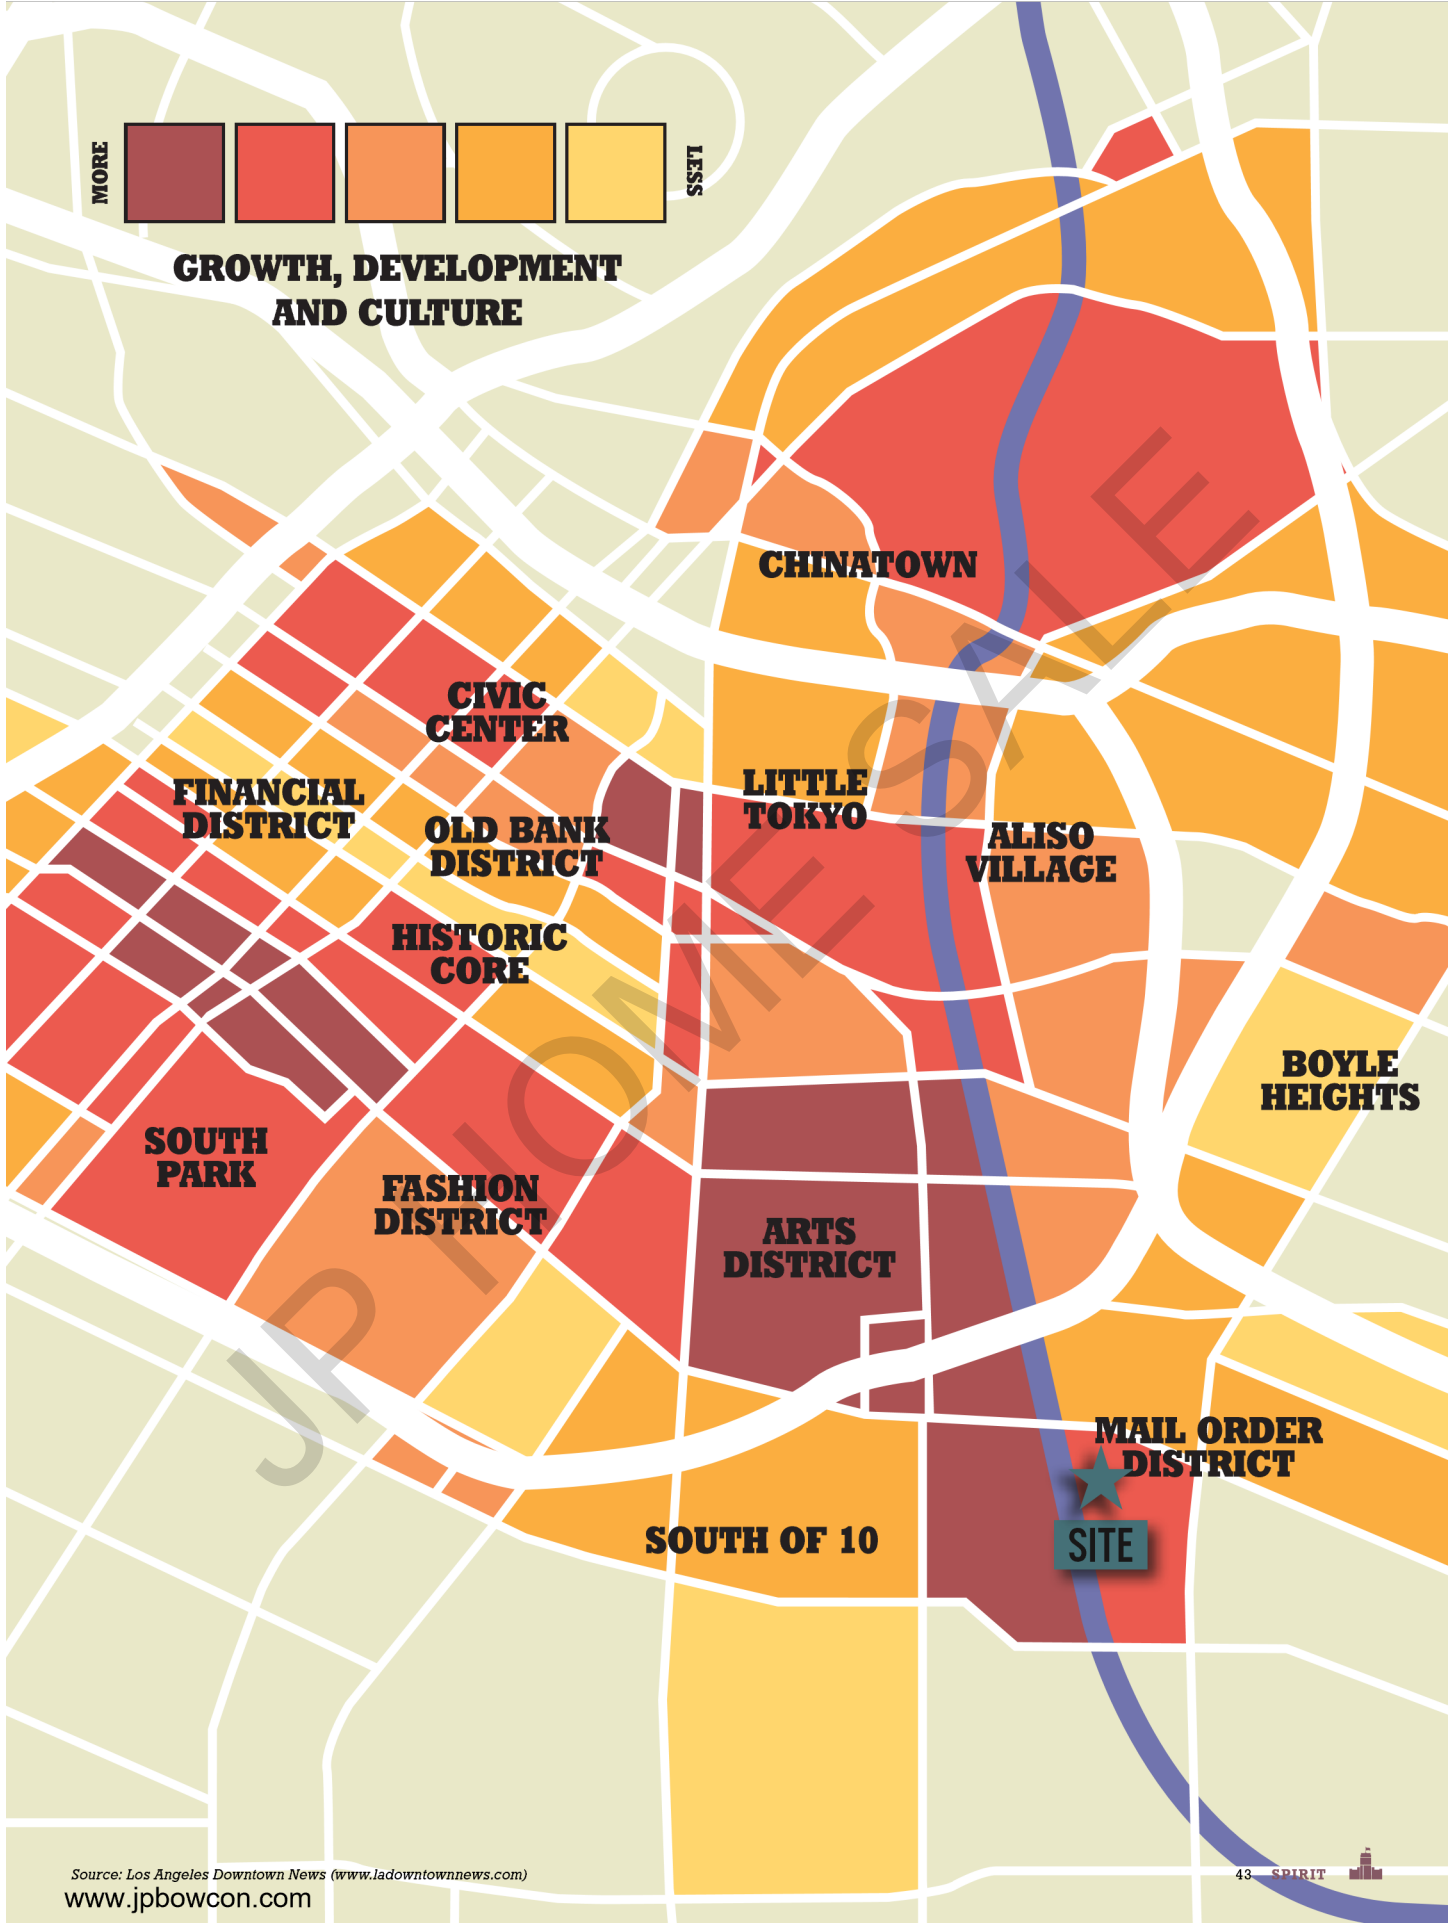 MORE
LESS
GROWTH, DEVELOPMENT
AND CULTURE
CHINATOWN
CIVIC
CENTER
LITTLE
TOKYO
FINANCIAL
DISTRICT
OLD BANK
DISTRICT
ALISO
VILLAGE
HISTORIC
CORE
BOYLE
HEIGHTS
SOUTH
PARK
FASHION
DISTRICT
ARTS
DISTRICT
MAIL ORDER
DISTRICT
SITE
SOUTH OF 10
JP HOMESALE
Source: Los Angeles Downtown News (www.ladowntownnews.com)
www.jpbowcon.com
43 SPIRIT